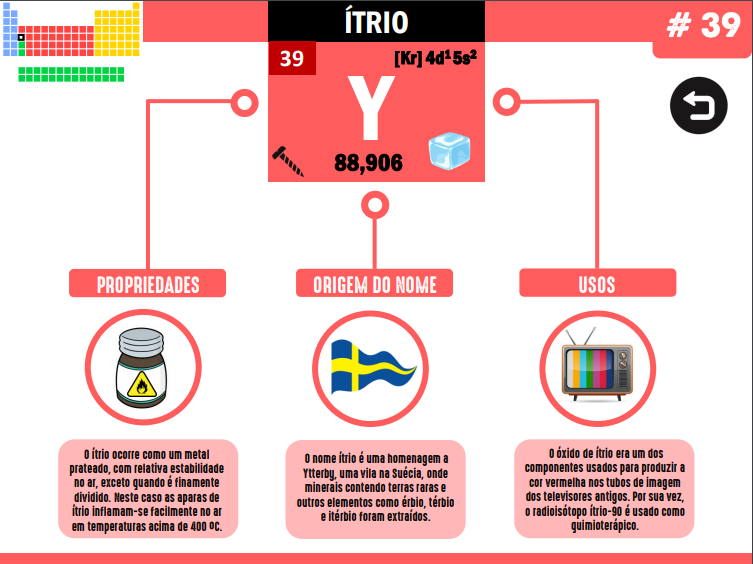 ÍTRIO
# 39
39
[Kr] 4d¹ 5s²
Y
88,906
PROPRIEDADES
ORIGEM DO NOME
USOS
O ítrio ocorre como um metal
prateado, com relativa estabilidade
no ar, exceto quando é finamente
dividido. Neste caso as aparas de
ítrio inflamam-se facilmente no ar
em temperaturas acima de 400 ºC.
O nome ítrio é uma homenagem a
Ytterby, uma vila na Suécia, onde
minerais contendo terras raras e
outros elementos como érbio, térbio
e itérbio foram extraídos.
O óxido de ítrio era um dos
componentes usados para produzir a
cor vermelha nos tubos de imagem
dos televisores antigos. Por sua vez,
o radioisótopo ítrio-90 é usado como
quimioterápico.